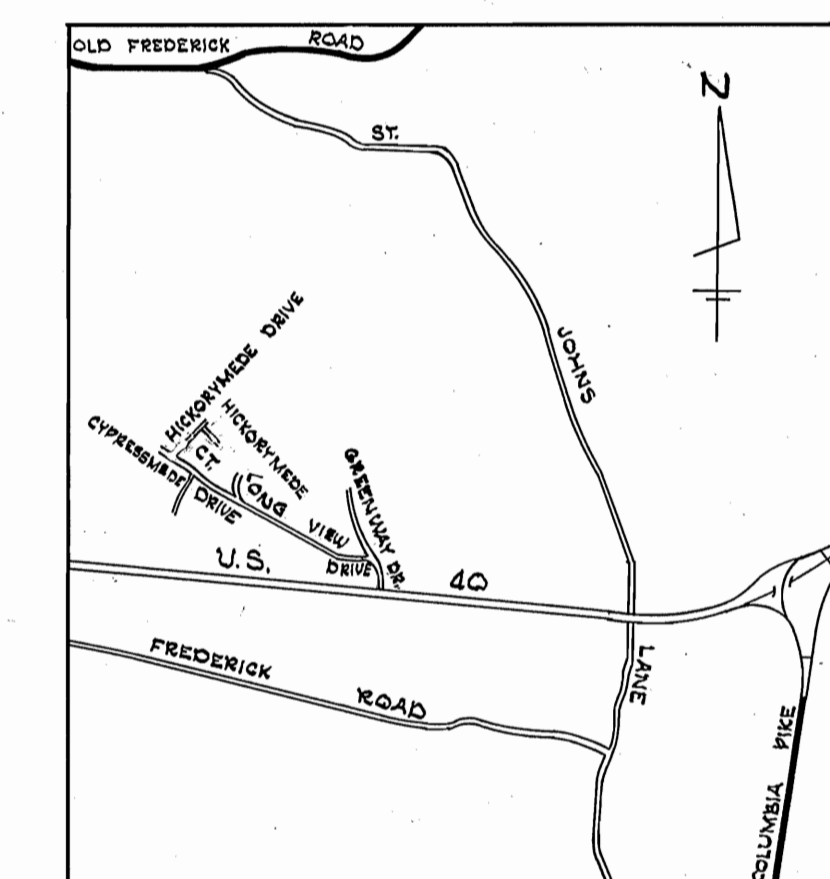 OLD FREDERICK ROAD
N
ST. JOHNS LANE
HICKORYMEDE DRIVE
HICKORYMEDE CT.
CYPRESSMEDE DRIVE
LONG VIEW DRIVE
GREENWAY DR.
U.S. 40
FREDERICK ROAD
COLUMBIA PIKE